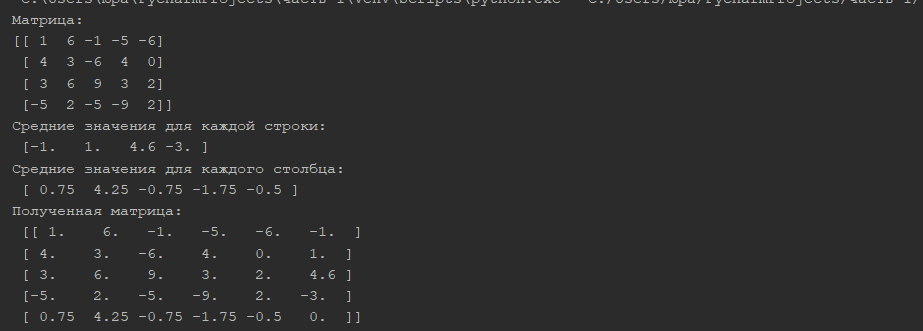 Матрица:
[[ 1  6 -1 -5 -6]
 [ 4  3 -6  4  0]
 [ 3  6  9  3  2]
 [-5  2 -5 -9  2]]
Средние значения для каждой строки:
 [-1.   1.   4.6 -3. ]
Средние значения для каждого столбца:
 [ 0.75  4.25 -0.75 -1.75 -0.5 ]
Полученная матрица:
 [[ 1.    6.   -1.   -5.   -6.   -1.  ]
 [ 4.    3.   -6.    4.    0.    1.  ]
 [ 3.    6.    9.    3.    2.    4.6 ]
 [-5.    2.   -5.   -9.    2.   -3.  ]
 [ 0.75  4.25 -0.75 -1.75 -0.5   0.  ]]